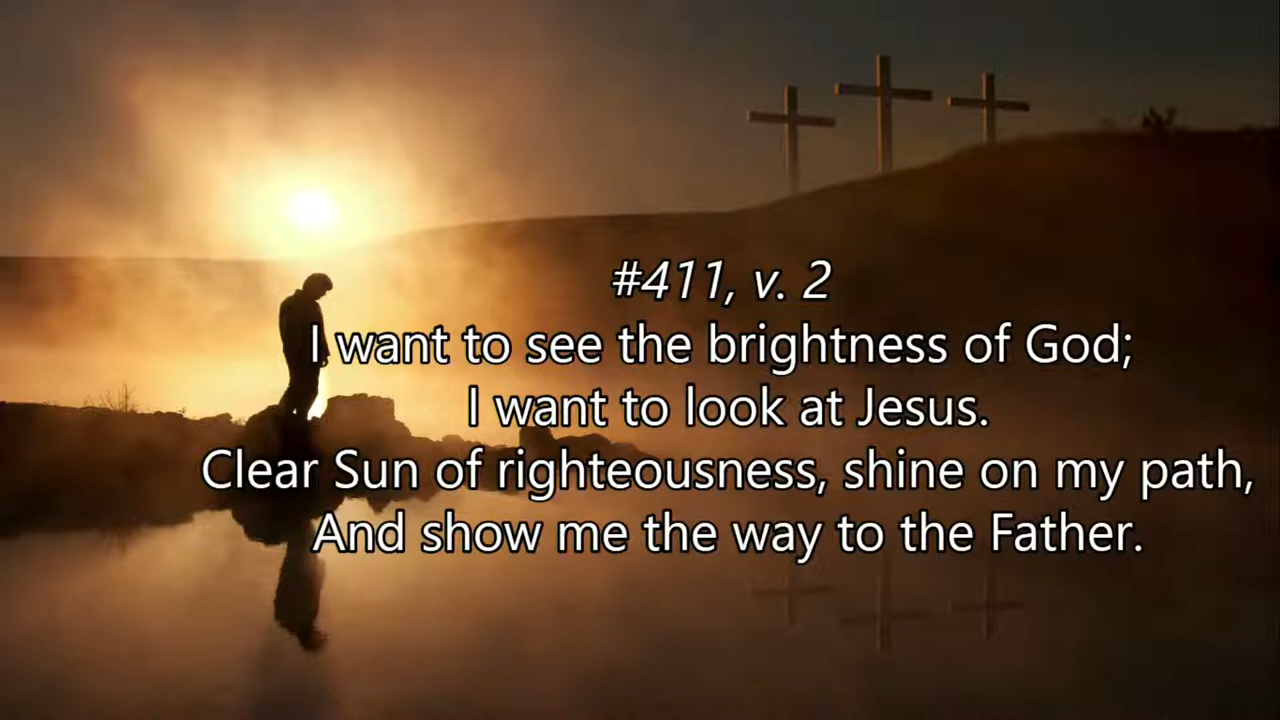 #411, v. 2
I want to see the brightness of God;
I want to look at Jesus.
Clear Sun of righteousness, shine on my path,
And show me the way to the Father.